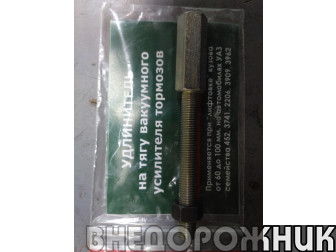 УДЛИНИТЕЛЬ
на тягу вакуумного
усилителя тормозов
Применяется при лифтовке кузова
от 60 до 100 мм. на автомобилях УАЗ
семейства 452, 3741, 2206, 3909, 3962
ВНЕДОРОЖНИК